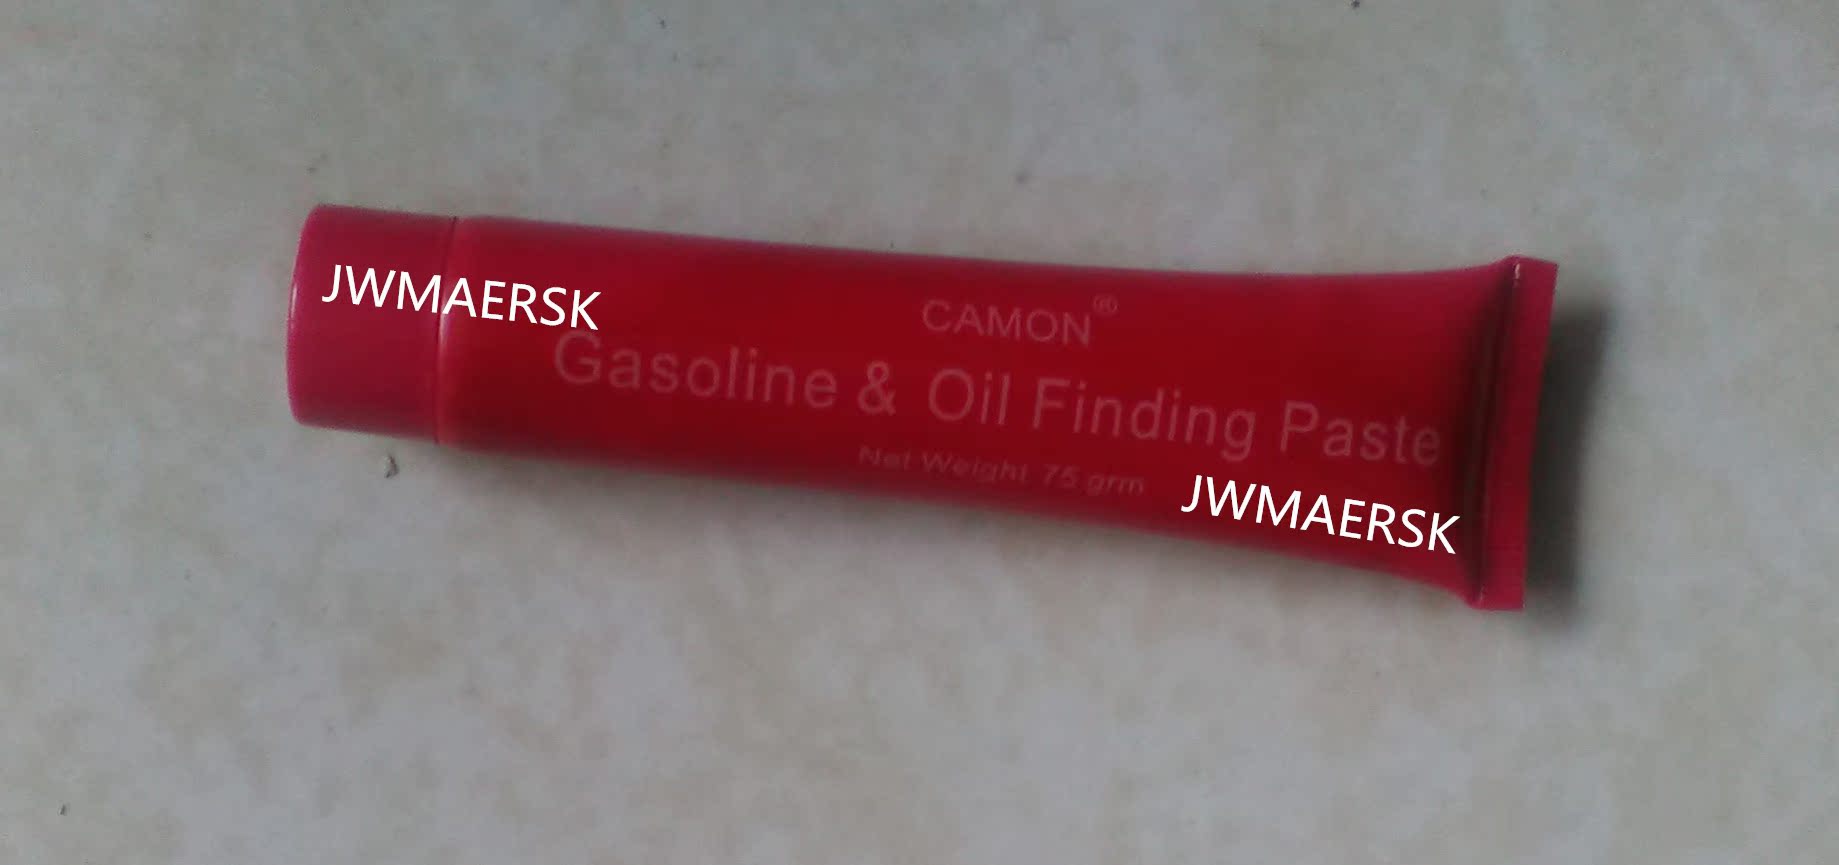 JWMAERSK
CAMON®
Gasoline & Oil Finding Paste
Net Weight 75 grm
JWMAERSK